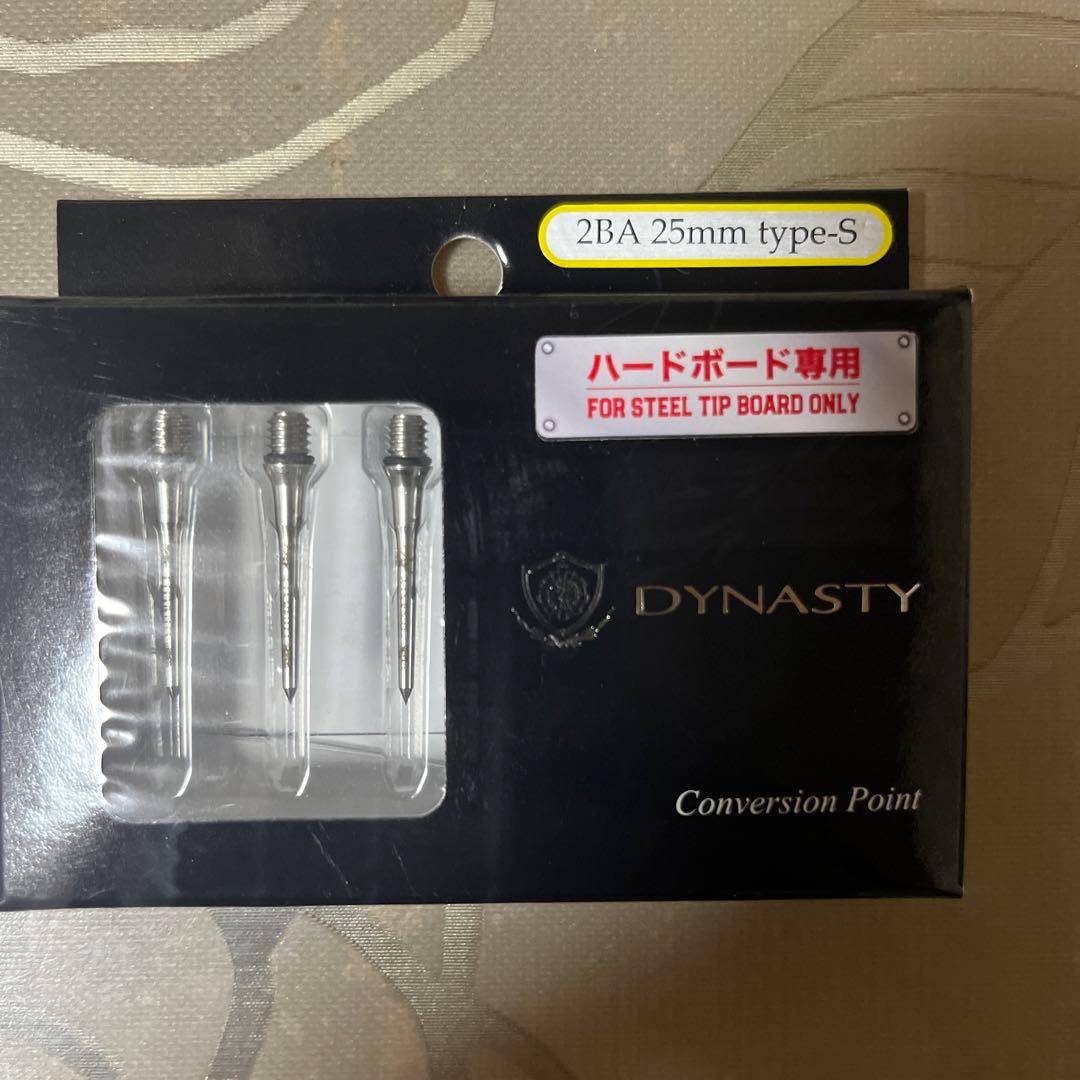 2BA 25mm type-S
ハードボード専用
FOR STEEL TIP BOARD ONLY
DYNASTY
Conversion Point